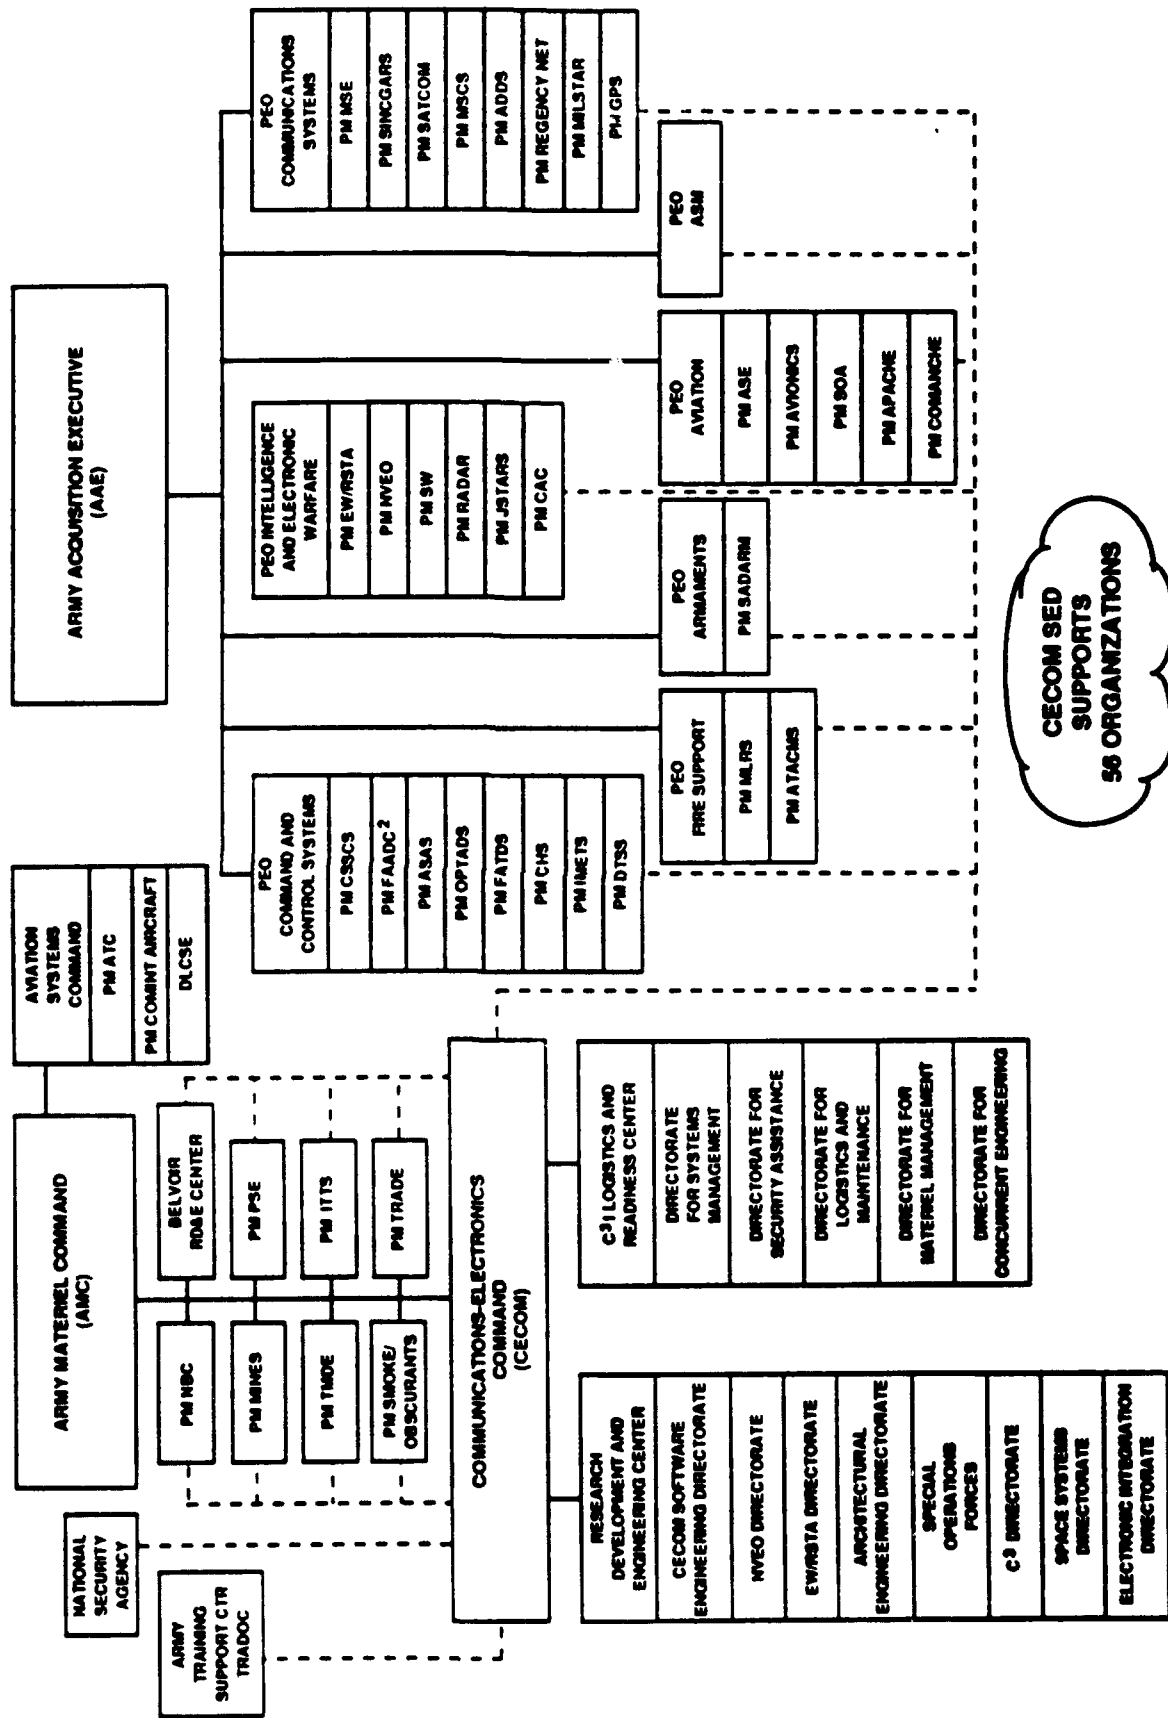 ARMY MATERIEL COMMAND
(AMC)
AVIATION
SYSTEMS
COMMAND
PM ATC
PM COMINT AIRCRAFT
DLCSE
ARMY ACQUISITION EXECUTIVE
(AAE)
NATIONAL
SECURITY
AGENCY
ARMY
TRAINING
SUPPORT CTR
TRADOC
PM NBC
BELVOIR
RD&E CENTER
PM MINES
PM PSE
PM TMDE
PM ITTS
PM SMOKE/
OBSCURANTS
PM TRADE
COMMUNICATIONS-ELECTRONICS
COMMAND
(CECOM)
RESEARCH
DEVELOPMENT AND
ENGINEERING CENTER
CECOM SOFTWARE
ENGINEERING DIRECTORATE
NVEO DIRECTORATE
EW/RSTA DIRECTORATE
ARCHITECTURAL
ENGINEERING DIRECTORATE
SPECIAL
OPERATIONS
FORCES
C3 DIRECTORATE
SPACE SYSTEMS
DIRECTORATE
ELECTRONIC INTEGRATION
DIRECTORATE
C3I LOGISTICS AND
READINESS CENTER
DIRECTORATE
FOR SYSTEMS
MANAGEMENT
DIRECTORATE FOR
SECURITY ASSISTANCE
DIRECTORATE FOR
LOGISTICS AND
MAINTENANCE
DIRECTORATE FOR
MATERIEL MANAGEMENT
DIRECTORATE FOR
CONCURRENT ENGINEERING
PEO
COMMAND AND
CONTROL SYSTEMS
PM CSSCS
PM FAADC2
PM ASAS
PM OPTADS
PM FATDS
PM CHS
PM IMETS
PM DTSS
PEO INTELLIGENCE
AND ELECTRONIC
WARFARE
PM EW/RSTA
PM NVEO
PM SW
PM RADAR
PM JSTARS
PM CAC
PEO
COMMUNICATIONS
SYSTEMS
PM MSE
PM SINCGARS
PM SATCOM
PM MSCS
PM ADDS
PM REGENCY NET
PM MILSTAR
PM GPS
PEO
FIRE SUPPORT
PM MLRS
PM ATACMS
PEO
ARMAMENTS
PM SADARM
PEO
AVIATION
PM ASE
PM AVIONICS
PM SOA
PM APACHE
PM COMANCHE
PEO
ASM
CECOM SED
SUPPORTS
56 ORGANIZATIONS